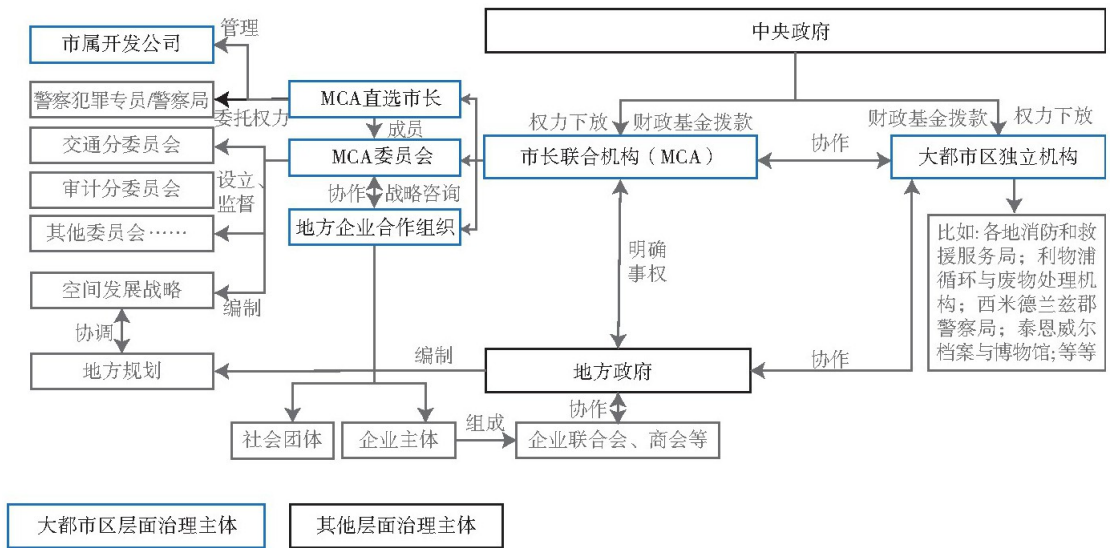 中央政府
管理
市属开发公司
警察犯罪专员/警察局
委托权力
MCA直选市长
成员
MCA委员会
协作
战略咨询
地方企业合作组织
交通分委员会
审计分委员会
其他委员会……
设立、
监督
空间发展战略
编制
协调
地方规划
权力下放
财政基金拨款
市长联合机构（MCA）
协作
财政基金拨款
权力下放
大都市区独立机构
比如: 各地消防和救
援服务局；利物浦
循环与废物处理机
构；西米德兰兹郡
警察局；泰恩威尔
档案与博物馆;等等
明确
事权
编制
地方政府
协作
协作
社会团体
企业主体
组成
企业联合会、商会等
大都市区层面治理主体
其他层面治理主体